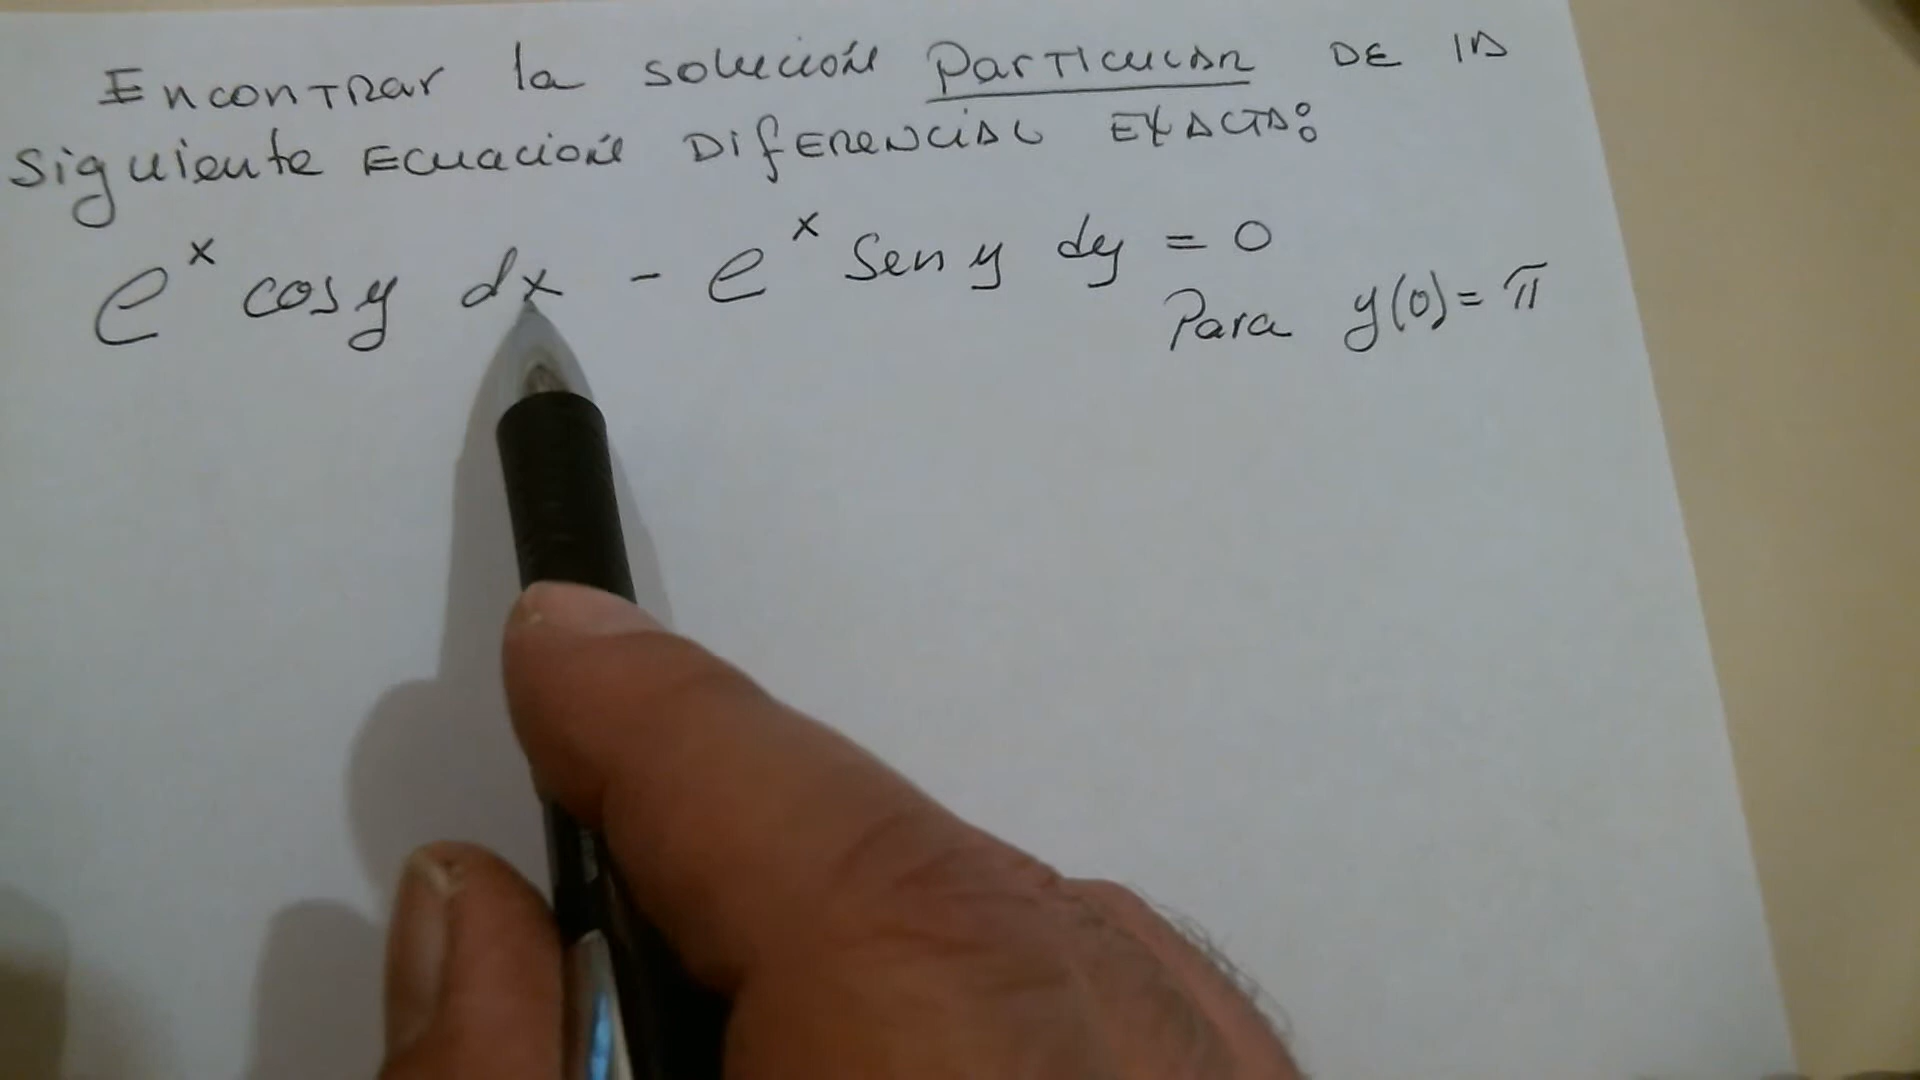 Encontrar la solución Particular DE la
siguiente Ecuación DifERENCIAL EXACTA:
e^x cos y dx - e^x Sen y dy = 0
Para y(0) = π